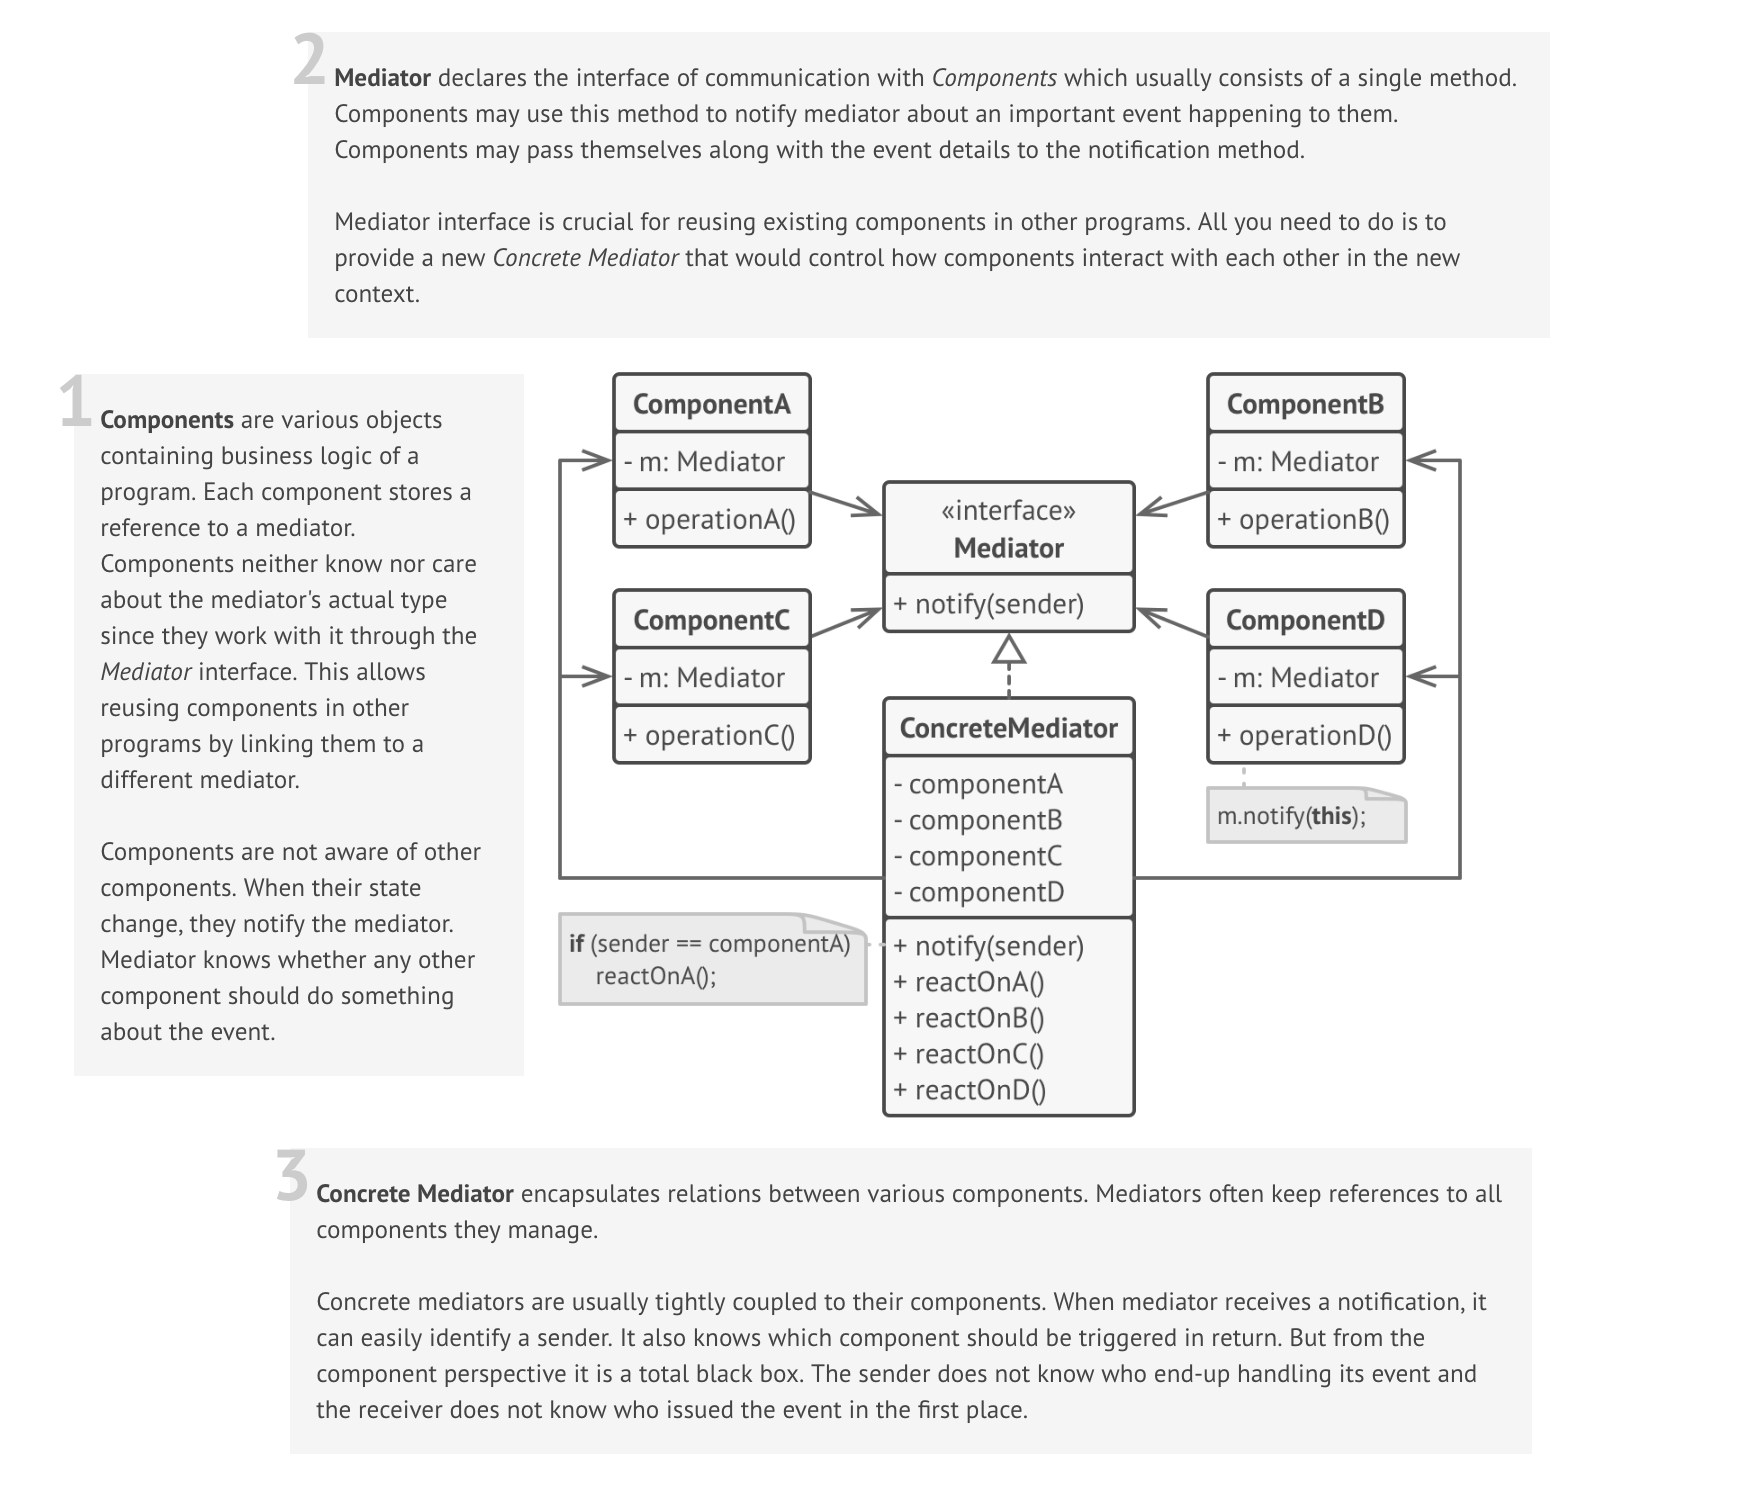 2
Mediator declares the interface of communication with Components which usually consists of a single method.
Components may use this method to notify mediator about an important event happening to them.
Components may pass themselves along with the event details to the notification method.
Mediator interface is crucial for reusing existing components in other programs. All you need to do is to
provide a new Concrete Mediator that would control how components interact with each other in the new
context.
1
Components are various objects
containing business logic of a
program. Each component stores a
reference to a mediator.
Components neither know nor care
about the mediator's actual type
since they work with it through the
Mediator interface. This allows
reusing components in other
programs by linking them to a
different mediator.
Components are not aware of other
components. When their state
change, they notify the mediator.
Mediator knows whether any other
component should do something
about the event.
ComponentA
- m: Mediator
+ operationA()
ComponentB
- m: Mediator
+ operationB()
«interface»
Mediator
+ notify(sender)
ComponentC
- m: Mediator
+ operationC()
ComponentD
- m: Mediator
+ operationD()
m.notify(this);
ConcreteMediator
- componentA
- componentB
- componentC
- componentD
+ notify(sender)
+ reactOnA()
+ reactOnB()
+ reactOnC()
+ reactOnD()
if (sender == componentA)
reactOnA();
3
Concrete Mediator encapsulates relations between various components. Mediators often keep references to all
components they manage.
Concrete mediators are usually tightly coupled to their components. When mediator receives a notification, it
can easily identify a sender. It also knows which component should be triggered in return. But from the
component perspective it is a total black box. The sender does not know who end-up handling its event and
the receiver does not know who issued the event in the first place.